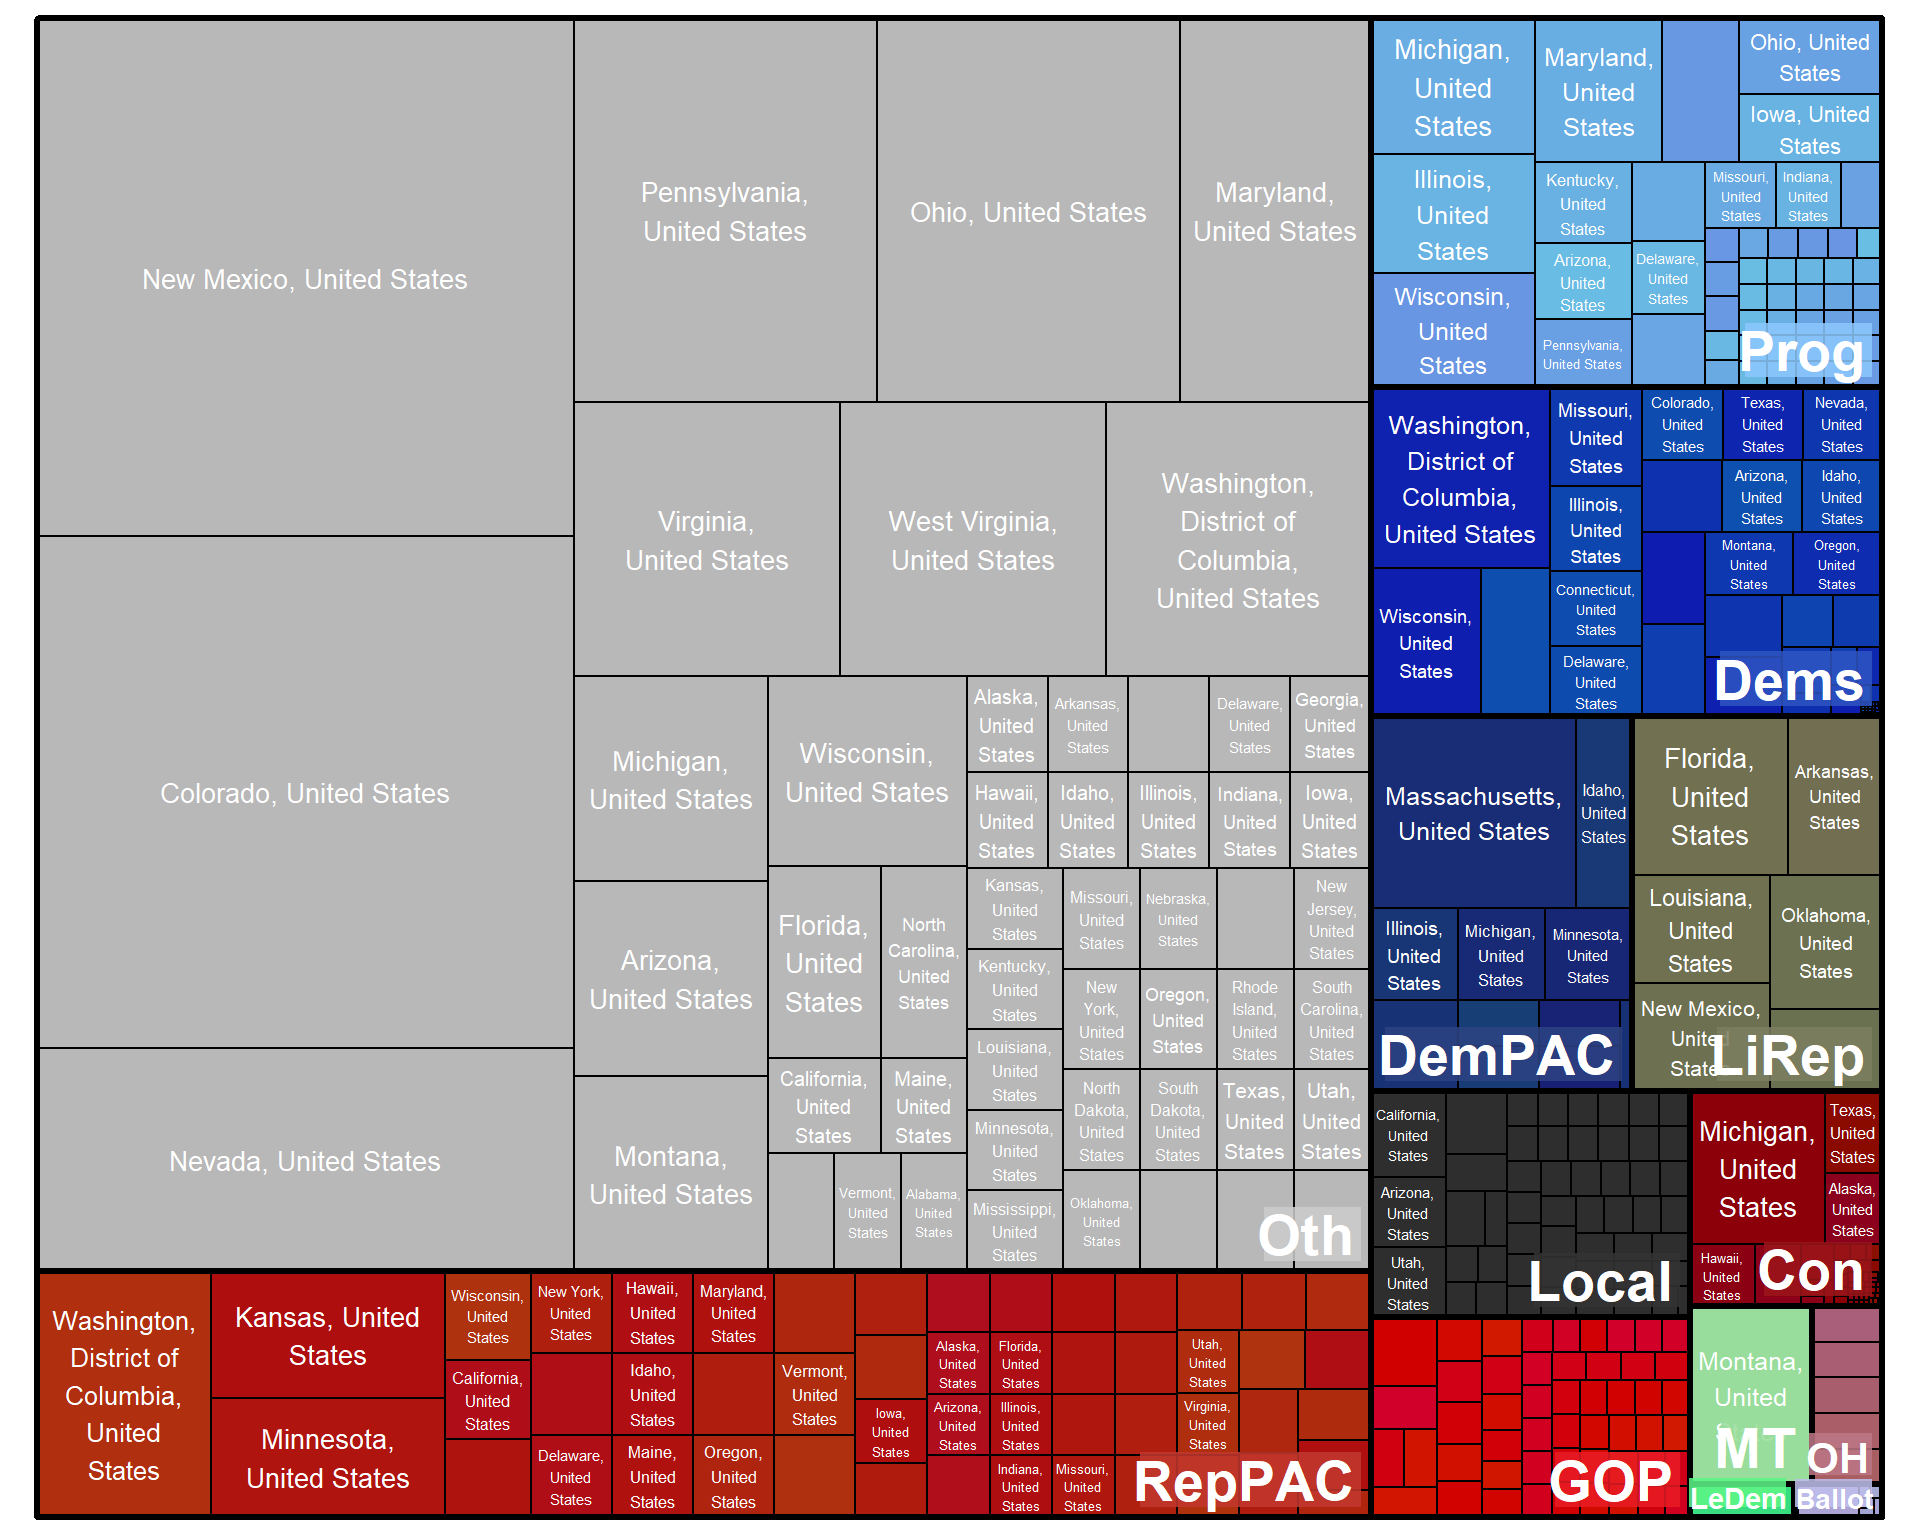 New Mexico, United States
Colorado, United States
Nevada, United States
Pennsylvania,
United States
Ohio, United States
Maryland,
United States
Virginia,
United States
West Virginia,
United States
Washington,
District of
Columbia,
United States
Michigan,
United States
Arizona,
United States
Montana,
United States
Wisconsin,
United States
Florida,
United
States
North
Carolina,
United
States
California,
United
States
Maine,
United
States
Vermont,
United
States
Alabama,
United
States
Alaska,
United
States
Arkansas,
United
States
Delaware,
United
States
Georgia,
United
States
Hawaii,
United
States
Idaho,
United
States
Illinois,
United
States
Indiana,
United
States
Iowa,
United
States
Kansas,
United
States
Kentucky,
United
States
Louisiana,
United
States
Minnesota,
United
States
Mississippi,
United
States
Missouri,
United
States
Nebraska,
United
States
New
Jersey,
United
States
New
York,
United
States
Oregon,
United
States
Rhode
Island,
United
States
South
Carolina,
United
States
North
Dakota,
United
States
South
Dakota,
United
States
Texas,
United
States
Utah,
United
States
Oklahoma,
United
States
Oth
Michigan,
United
States
Illinois,
United
States
Wisconsin,
United
States
Maryland,
United
States
Ohio, United
States
Iowa, United
States
Kentucky,
United
States
Arizona,
United
States
Pennsylvania,
United States
Delaware,
United
States
Missouri,
United
States
Indiana,
United
States
Prog
Washington,
District of
Columbia,
United States
Wisconsin,
United
States
Missouri,
United
States
Illinois,
United
States
Connecticut,
United
States
Delaware,
United
States
Colorado,
United
States
Texas,
United
States
Nevada,
United
States
Arizona,
United
States
Idaho,
United
States
Montana,
United
States
Oregon,
United
States
Dems
Massachusetts,
United States
Idaho,
United
States
Illinois,
United
States
Michigan,
United
States
Minnesota,
United
States
DemPAC
Florida,
United
States
Arkansas,
United
States
Louisiana,
United
States
Oklahoma,
United
States
New Mexico,
United
States
LiRep
California,
United
States
Arizona,
United
States
Utah,
United
States
Local
Michigan,
United
States
Texas,
United
States
Alaska,
United
States
Hawaii,
United
States
Con
Washington,
District of
Columbia,
United
States
Kansas, United
States
Minnesota,
United States
Wisconsin,
United
States
California,
United
States
New York,
United
States
Delaware,
United
States
Hawaii,
United
States
Idaho,
United
States
Maine,
United
States
Maryland,
United
States
Oregon,
United
States
Vermont,
United
States
Iowa,
United
States
Alaska,
United
States
Arizona,
United
States
Florida,
United
States
Illinois,
United
States
Indiana,
United
States
Missouri,
United
States
Utah,
United
States
Virginia,
United
States
RepPAC
GOP
Montana,
United
MT
OH
LeDem
Ballot